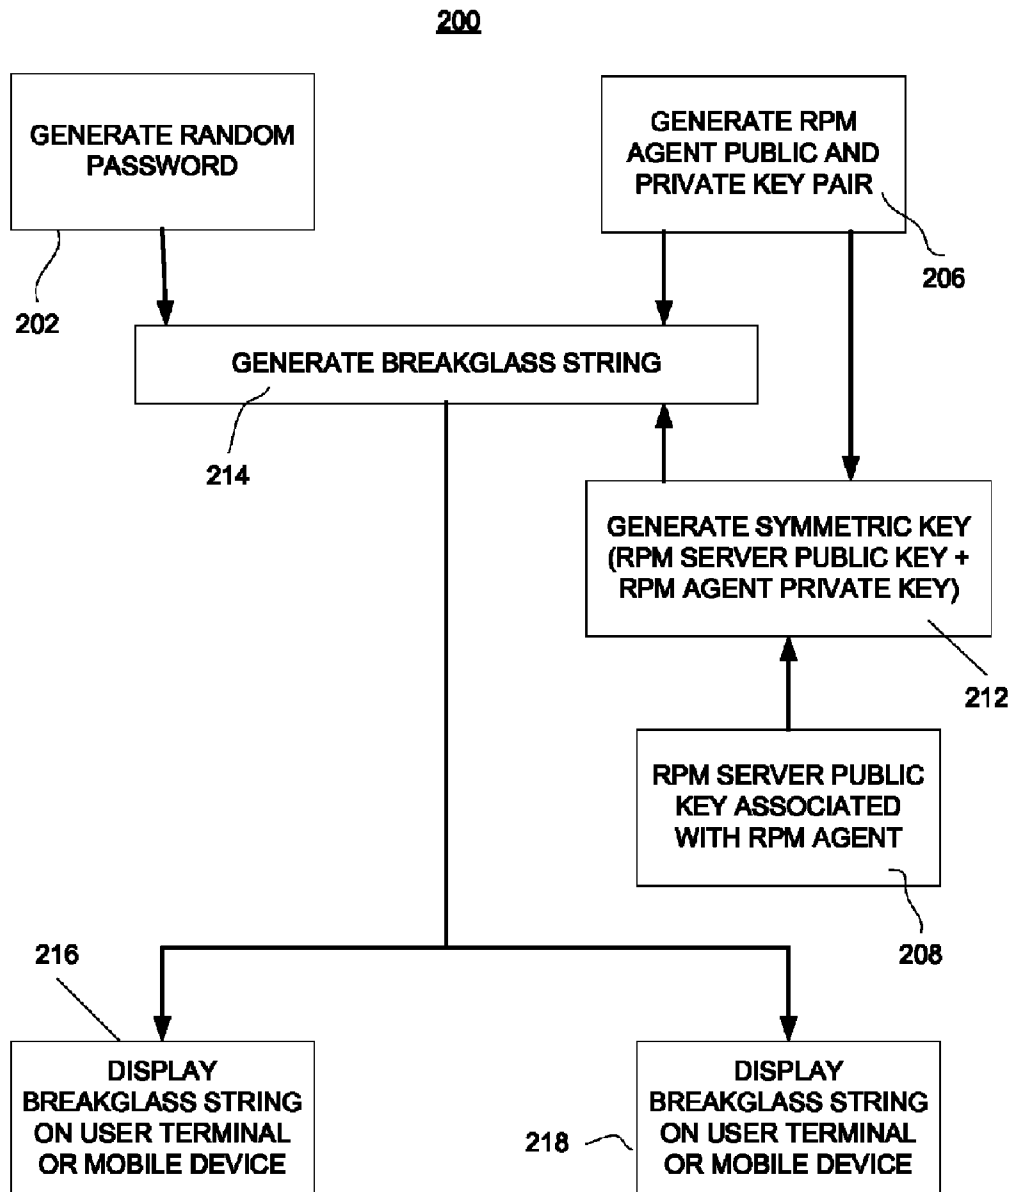 200
GENERATE RANDOM
PASSWORD
GENERATE RPM
AGENT PUBLIC AND
PRIVATE KEY PAIR
202
206
GENERATE BREAKGLASS STRING
214
GENERATE SYMMETRIC KEY
(RPM SERVER PUBLIC KEY +
RPM AGENT PRIVATE KEY)
212
RPM SERVER PUBLIC
KEY ASSOCIATED
WITH RPM AGENT
208
216
DISPLAY
BREAKGLASS STRING
ON USER TERMINAL
OR MOBILE DEVICE
218
DISPLAY
BREAKGLASS STRING
ON USER TERMINAL
OR MOBILE DEVICE